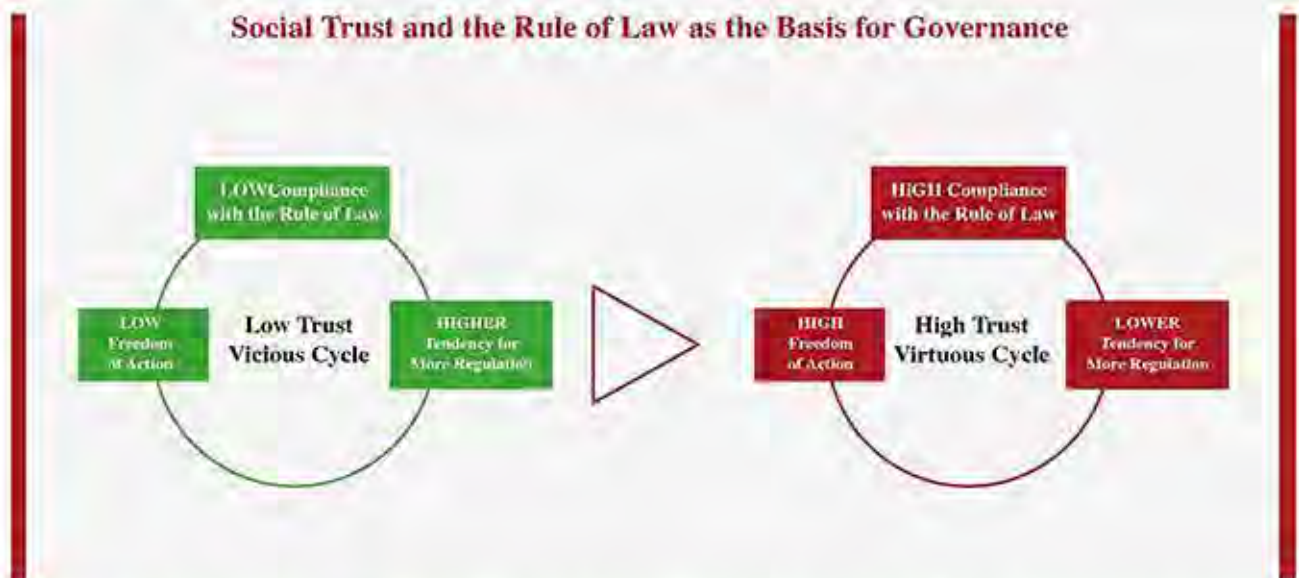 Social Trust and the Rule of Law as the Basis for Governance
LOWCompliance
with the Rule of Law
LOW
Freedom
of Action
Low Trust
Vicious Cycle
HIGHER
Tendency for
More Regulation
HiGH Compliance
with the Rule of Law
HIGH
Freedom
of Action
High Trust
Virtuous Cycle
LOWER
Tendency for
More Regulation